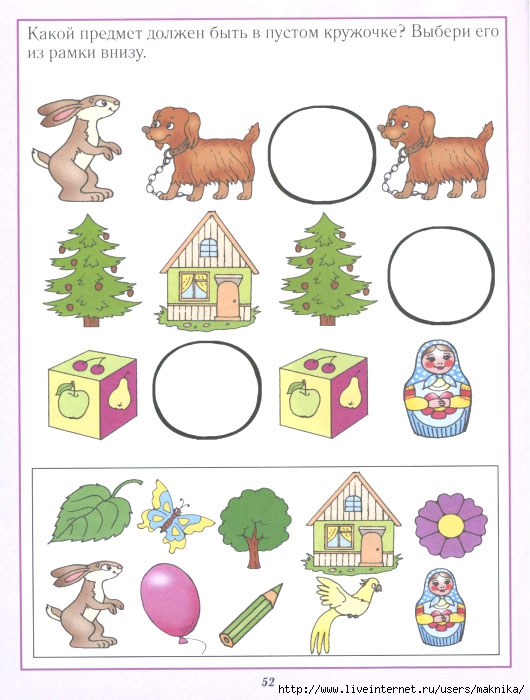 Какой предмет должен быть в пустом кружочке? Выбери его
из рамки внизу.
52
http://www.liveinternet.ru/users/maknika/